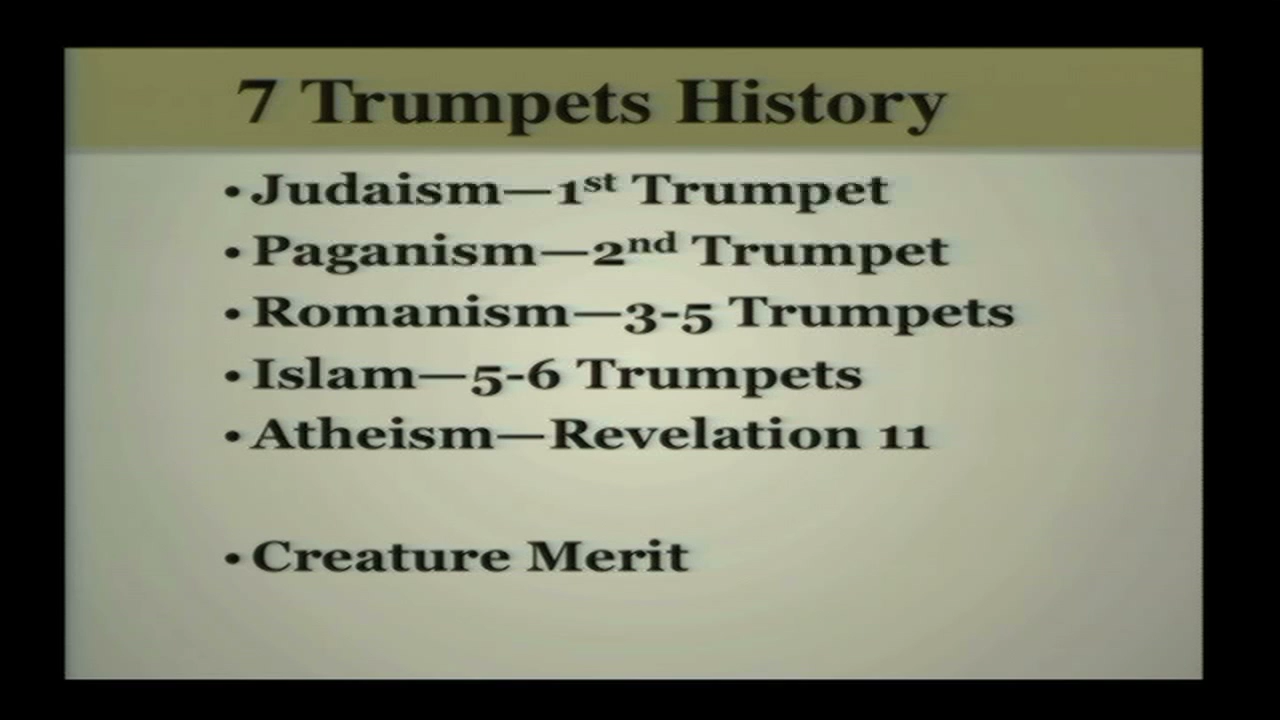 7 Trumpets History
• Judaism—1st Trumpet
• Paganism—2nd Trumpet
• Romanism—3-5 Trumpets
• Islam—5-6 Trumpets
• Atheism—Revelation 11
• Creature Merit